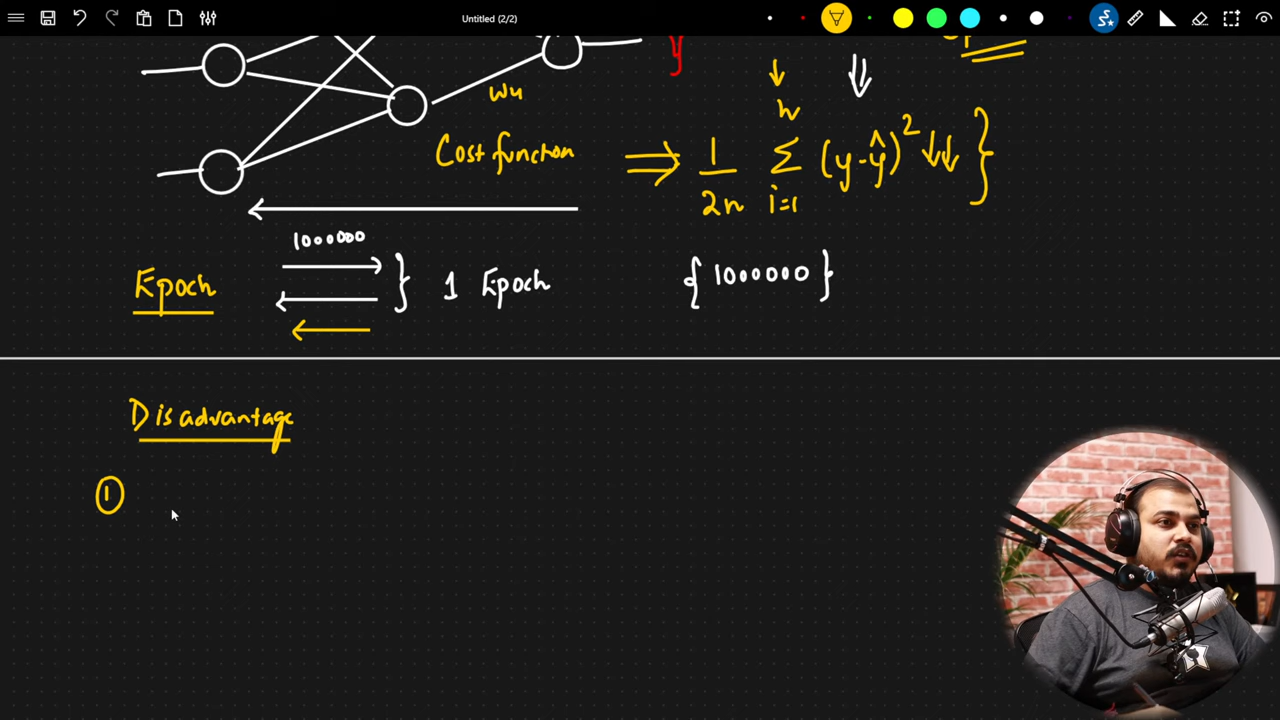 Untitled (2/2)
w4
Cost function ⇒ 1/2n n Σ i=1 (y-ŷ)² ↓↓ }
1000000
Epoch } 1 Epoch { 1000000 }
Disadvantage
①